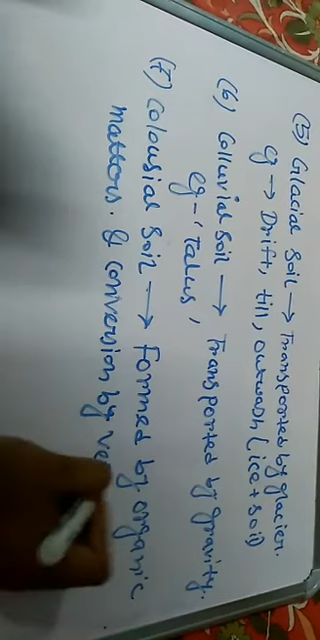 (5) Glacial Soil → Transported by glacier.
eg → Drift, till, outwash (ice + soil)
(6) Colluvial Soil → Transported by gravity.
eg - Talus,
(7) Colousial Soil → Formed by organic
matters. & conversion by ve